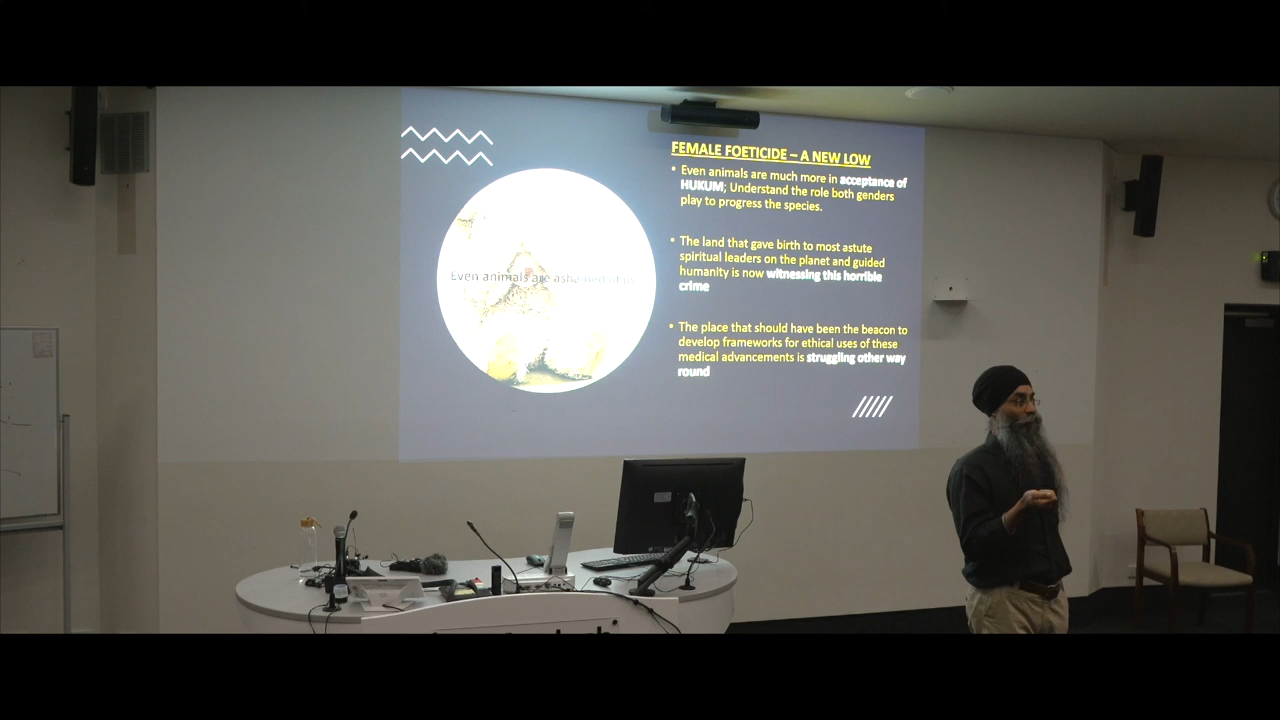 FEMALE FOETICIDE – A NEW LOW
• Even animals are much more in acceptance of
HUKUM; Understand the role both genders
play to progress the species.
• The land that gave birth to most astute
spiritual leaders on the planet and guided
humanity is now witnessing this horrible
crime
• The place that should have been the beacon to
develop frameworks for ethical uses of these
medical advancements is struggling other way
round
Even animals are ashamed of us